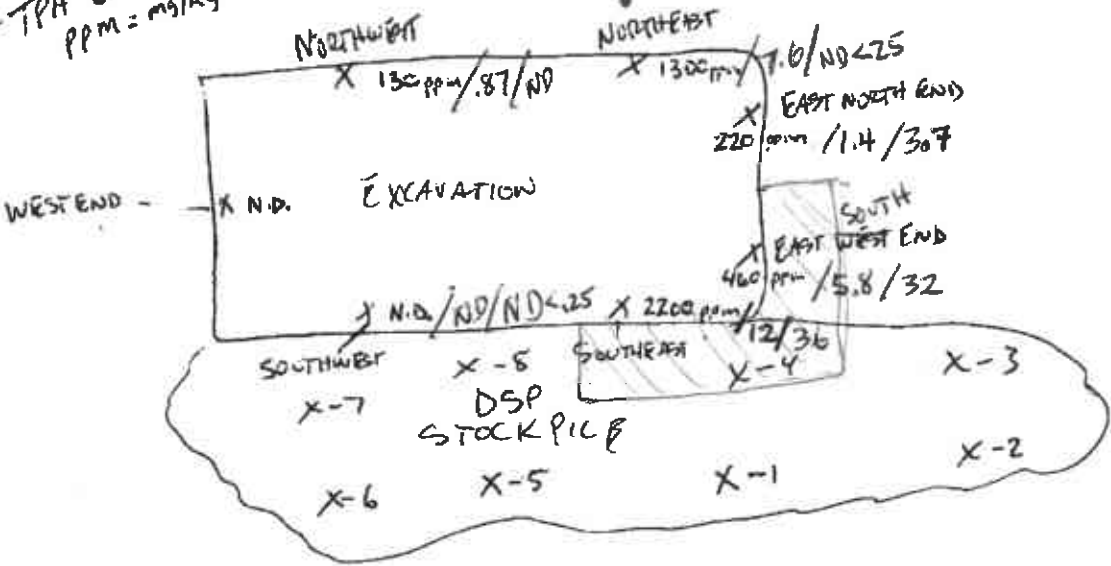 TPH
ppm = mg/kg
NORTHWEST
NORTHEAST
X 130 ppm/.87/ND
X 1300 ppm/7.6/ND<25
EAST NORTH END
X
220 ppm /1.4/3.7
WEST END -
X N.D.
EXCAVATION
SOUTH
X EAST WEST END
460 ppm /5.8/32
X N.D./ND/ND<.25
X 2200 ppm/12/36
SOUTHWEST
X-8
SOUTHEAST
X-4
X-3
X-7
DSP
STOCKPILE
X-6
X-5
X-1
X-2